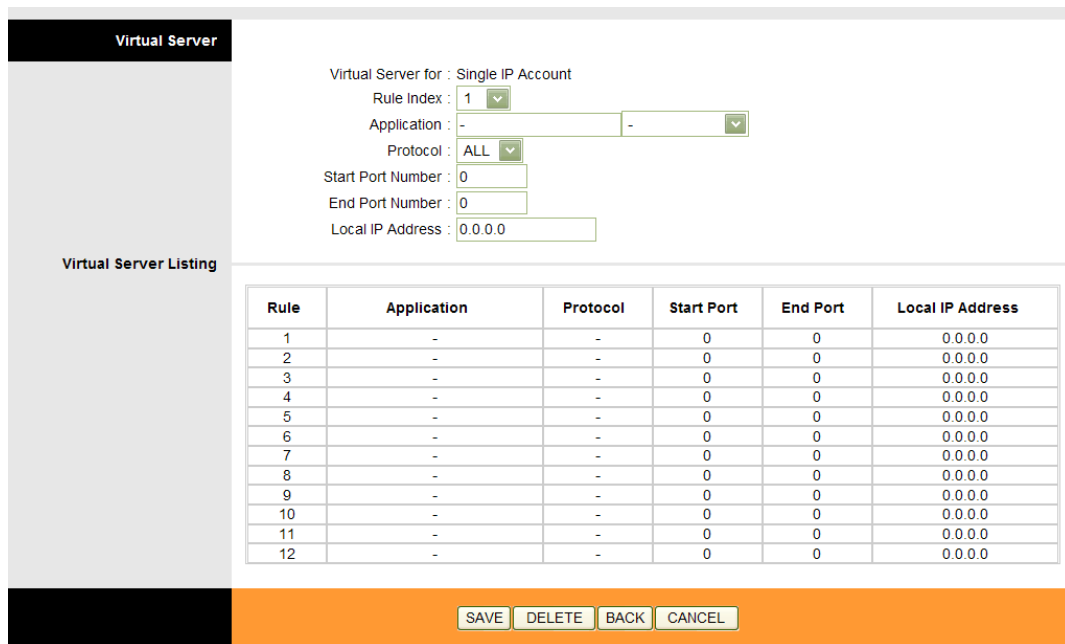 Virtual Server
Virtual Server for : Single IP Account
Rule Index : 1
Application : - -
Protocol : ALL
Start Port Number : 0
End Port Number : 0
Local IP Address : 0.0.0.0
Virtual Server Listing
Rule Application Protocol Start Port End Port Local IP Address
1 - - 0 0 0.0.0.0
2 - - 0 0 0.0.0.0
3 - - 0 0 0.0.0.0
4 - - 0 0 0.0.0.0
5 - - 0 0 0.0.0.0
6 - - 0 0 0.0.0.0
7 - - 0 0 0.0.0.0
8 - - 0 0 0.0.0.0
9 - - 0 0 0.0.0.0
10 - - 0 0 0.0.0.0
11 - - 0 0 0.0.0.0
12 - - 0 0 0.0.0.0
SAVE DELETE BACK CANCEL